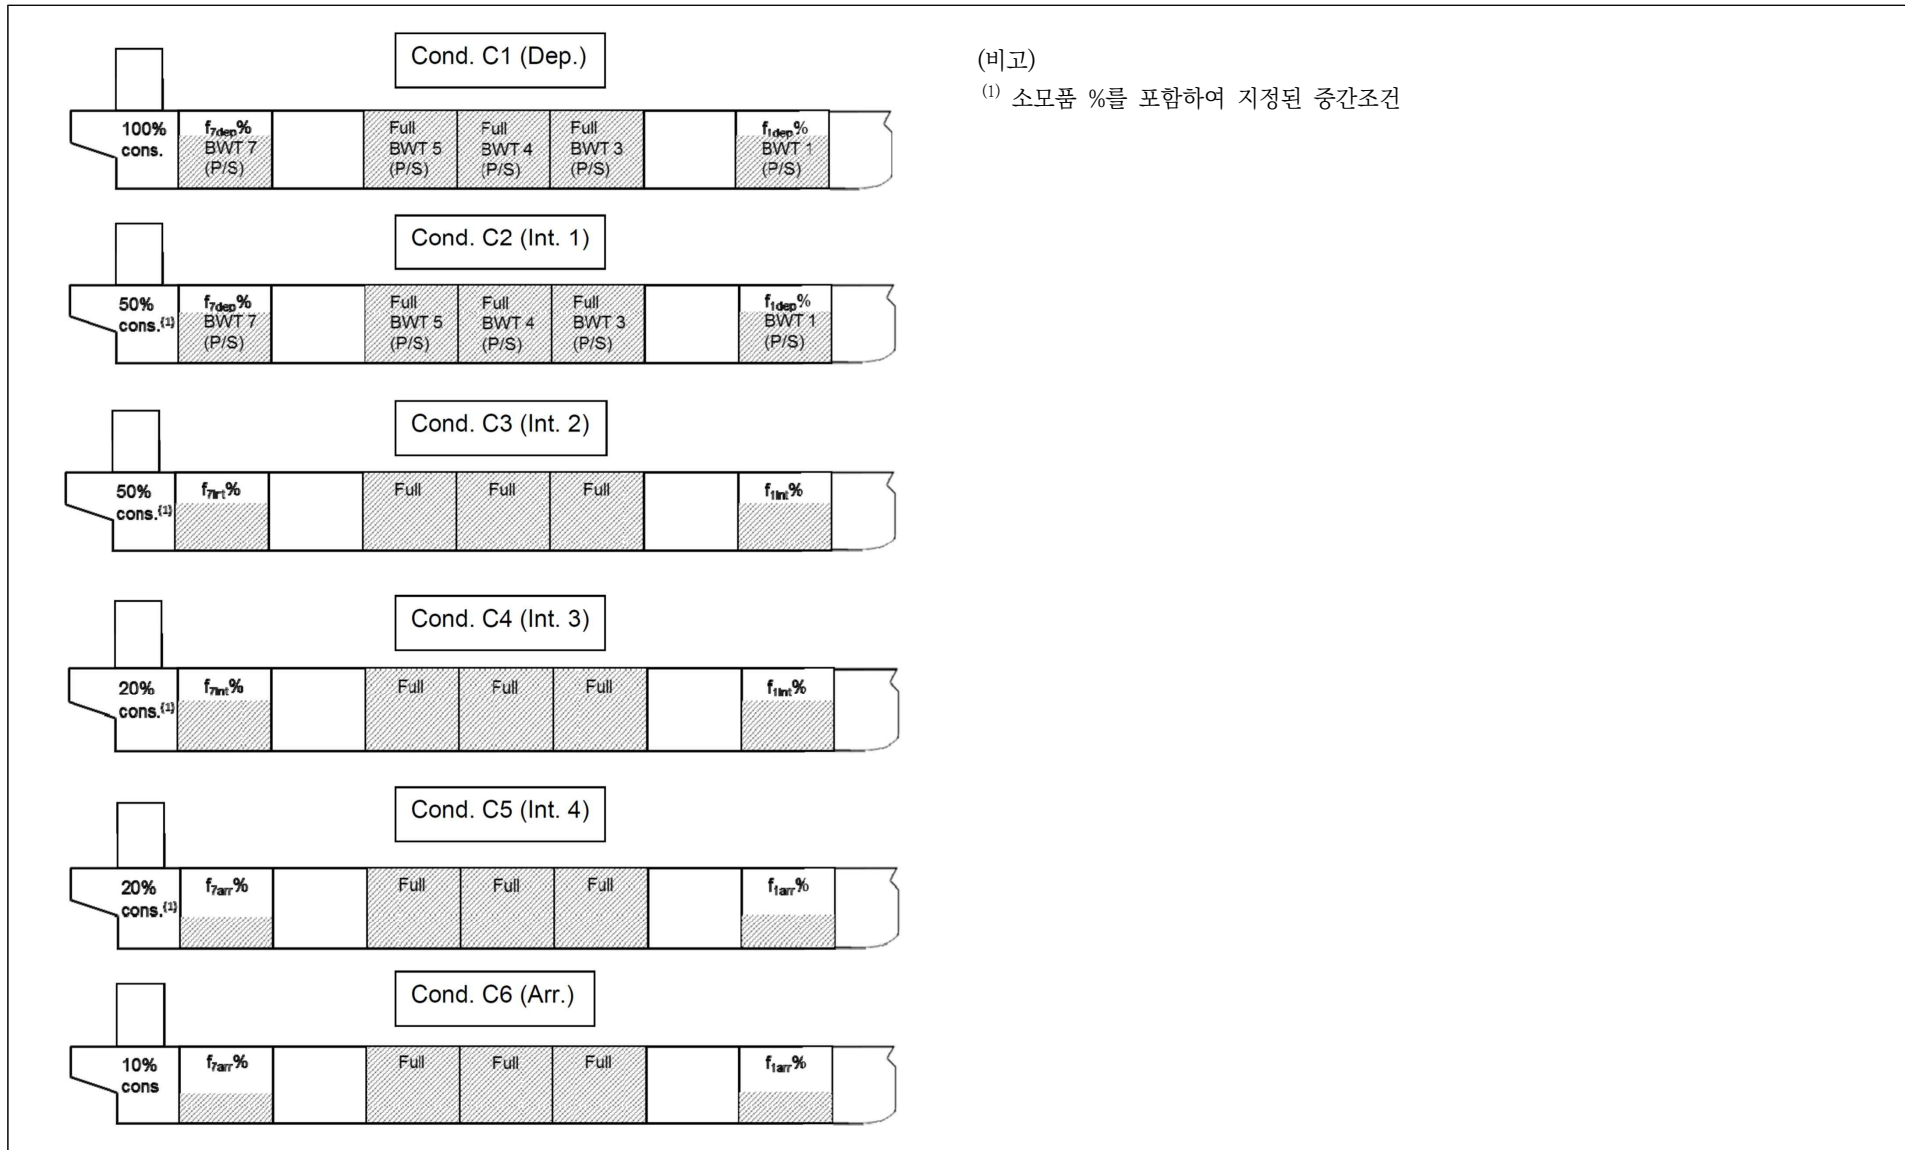 Cond. C1 (Dep.)
(비고)
(1) 소모품 %를 포함하여 지정된 중간조건
100% cons.
f7dep% BWT 7 (P/S)
Full BWT 5 (P/S)
Full BWT 4 (P/S)
Full BWT 3 (P/S)
f1dep% BWT 1 (P/S)
Cond. C2 (Int. 1)
50% cons.(1)
f7dep% BWT 7 (P/S)
Full BWT 5 (P/S)
Full BWT 4 (P/S)
Full BWT 3 (P/S)
f1dep% BWT 1 (P/S)
Cond. C3 (Int. 2)
50% cons.(1)
f7int%
Full
Full
Full
f1int%
Cond. C4 (Int. 3)
20% cons.(1)
f7int%
Full
Full
Full
f1int%
Cond. C5 (Int. 4)
20% cons.(1)
f7arr%
Full
Full
Full
f1arr%
Cond. C6 (Arr.)
10% cons
f7arr%
Full
Full
Full
f1arr%